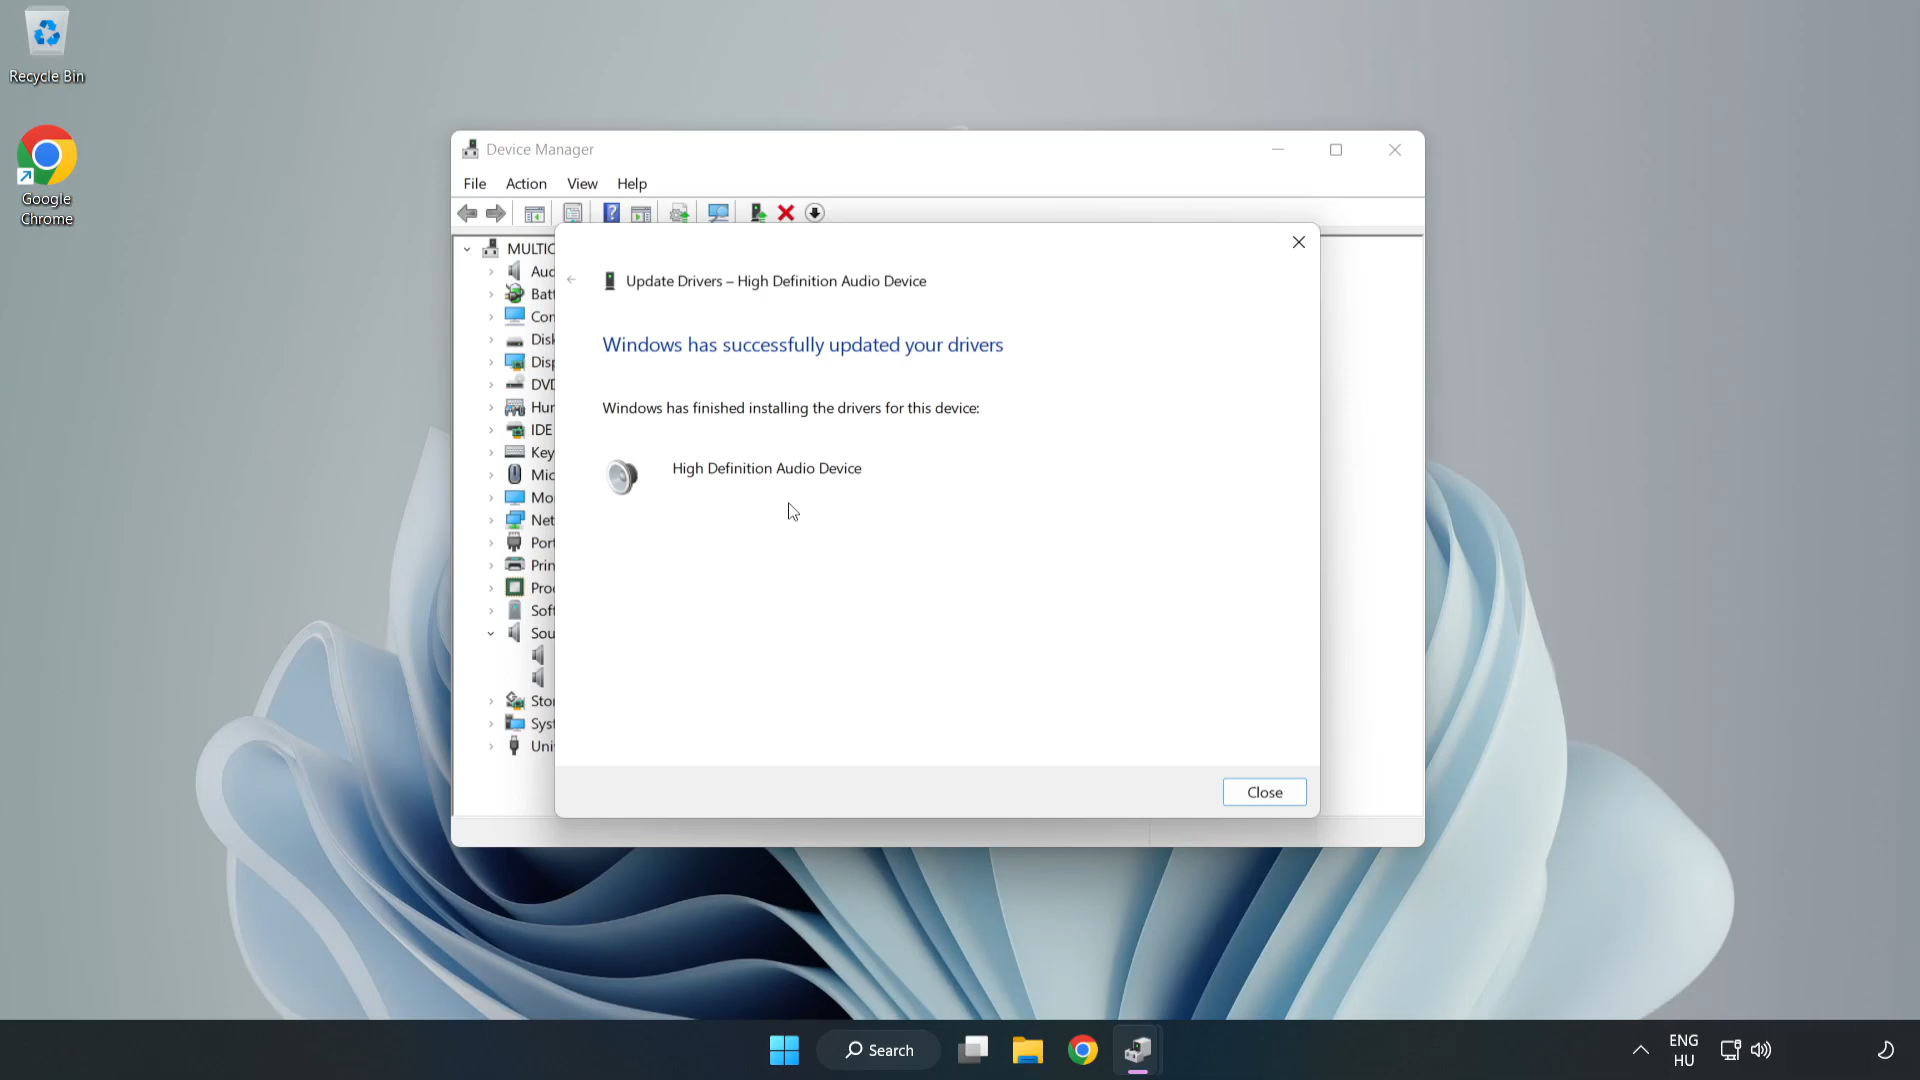 Recycle Bin
Google
Chrome
Device Manager
File Action View Help
MULTIC
Aud
Batt
Con
Disk
Disp
DVD
Hur
IDE
Key
Mic
Mor
Net
Port
Prin
Proc
Soft
Sou
Stor
Syst
Uni
Update Drivers – High Definition Audio Device
Windows has successfully updated your drivers
Windows has finished installing the drivers for this device:
High Definition Audio Device
Close
Search
ENG
HU